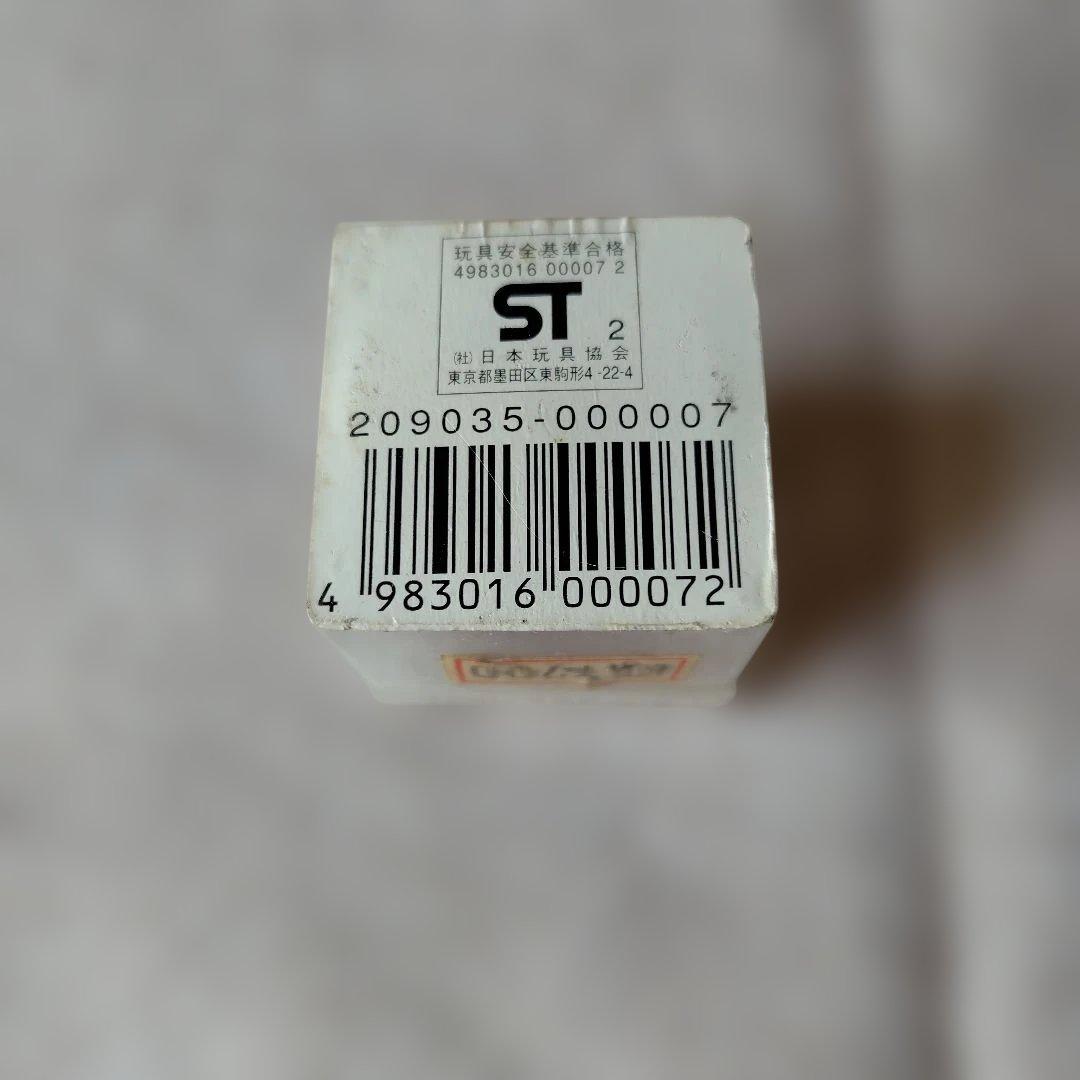 玩具安全基準合格
4983016 00007 2
ST 2
(社)日本玩具協会
東京都墨田区東駒形4-22-4
209035-000007
4 983016 000072